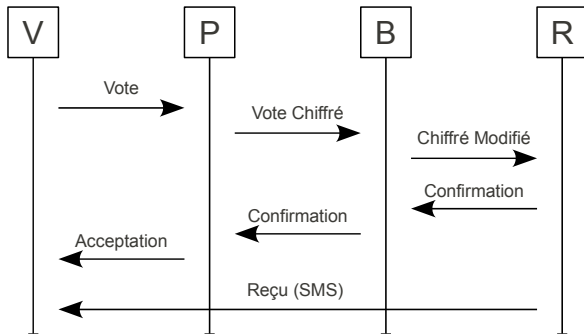 V
P
B
R
Vote
Vote Chiffré
Chiffré Modifié
Confirmation
Confirmation
Acceptation
Reçu (SMS)